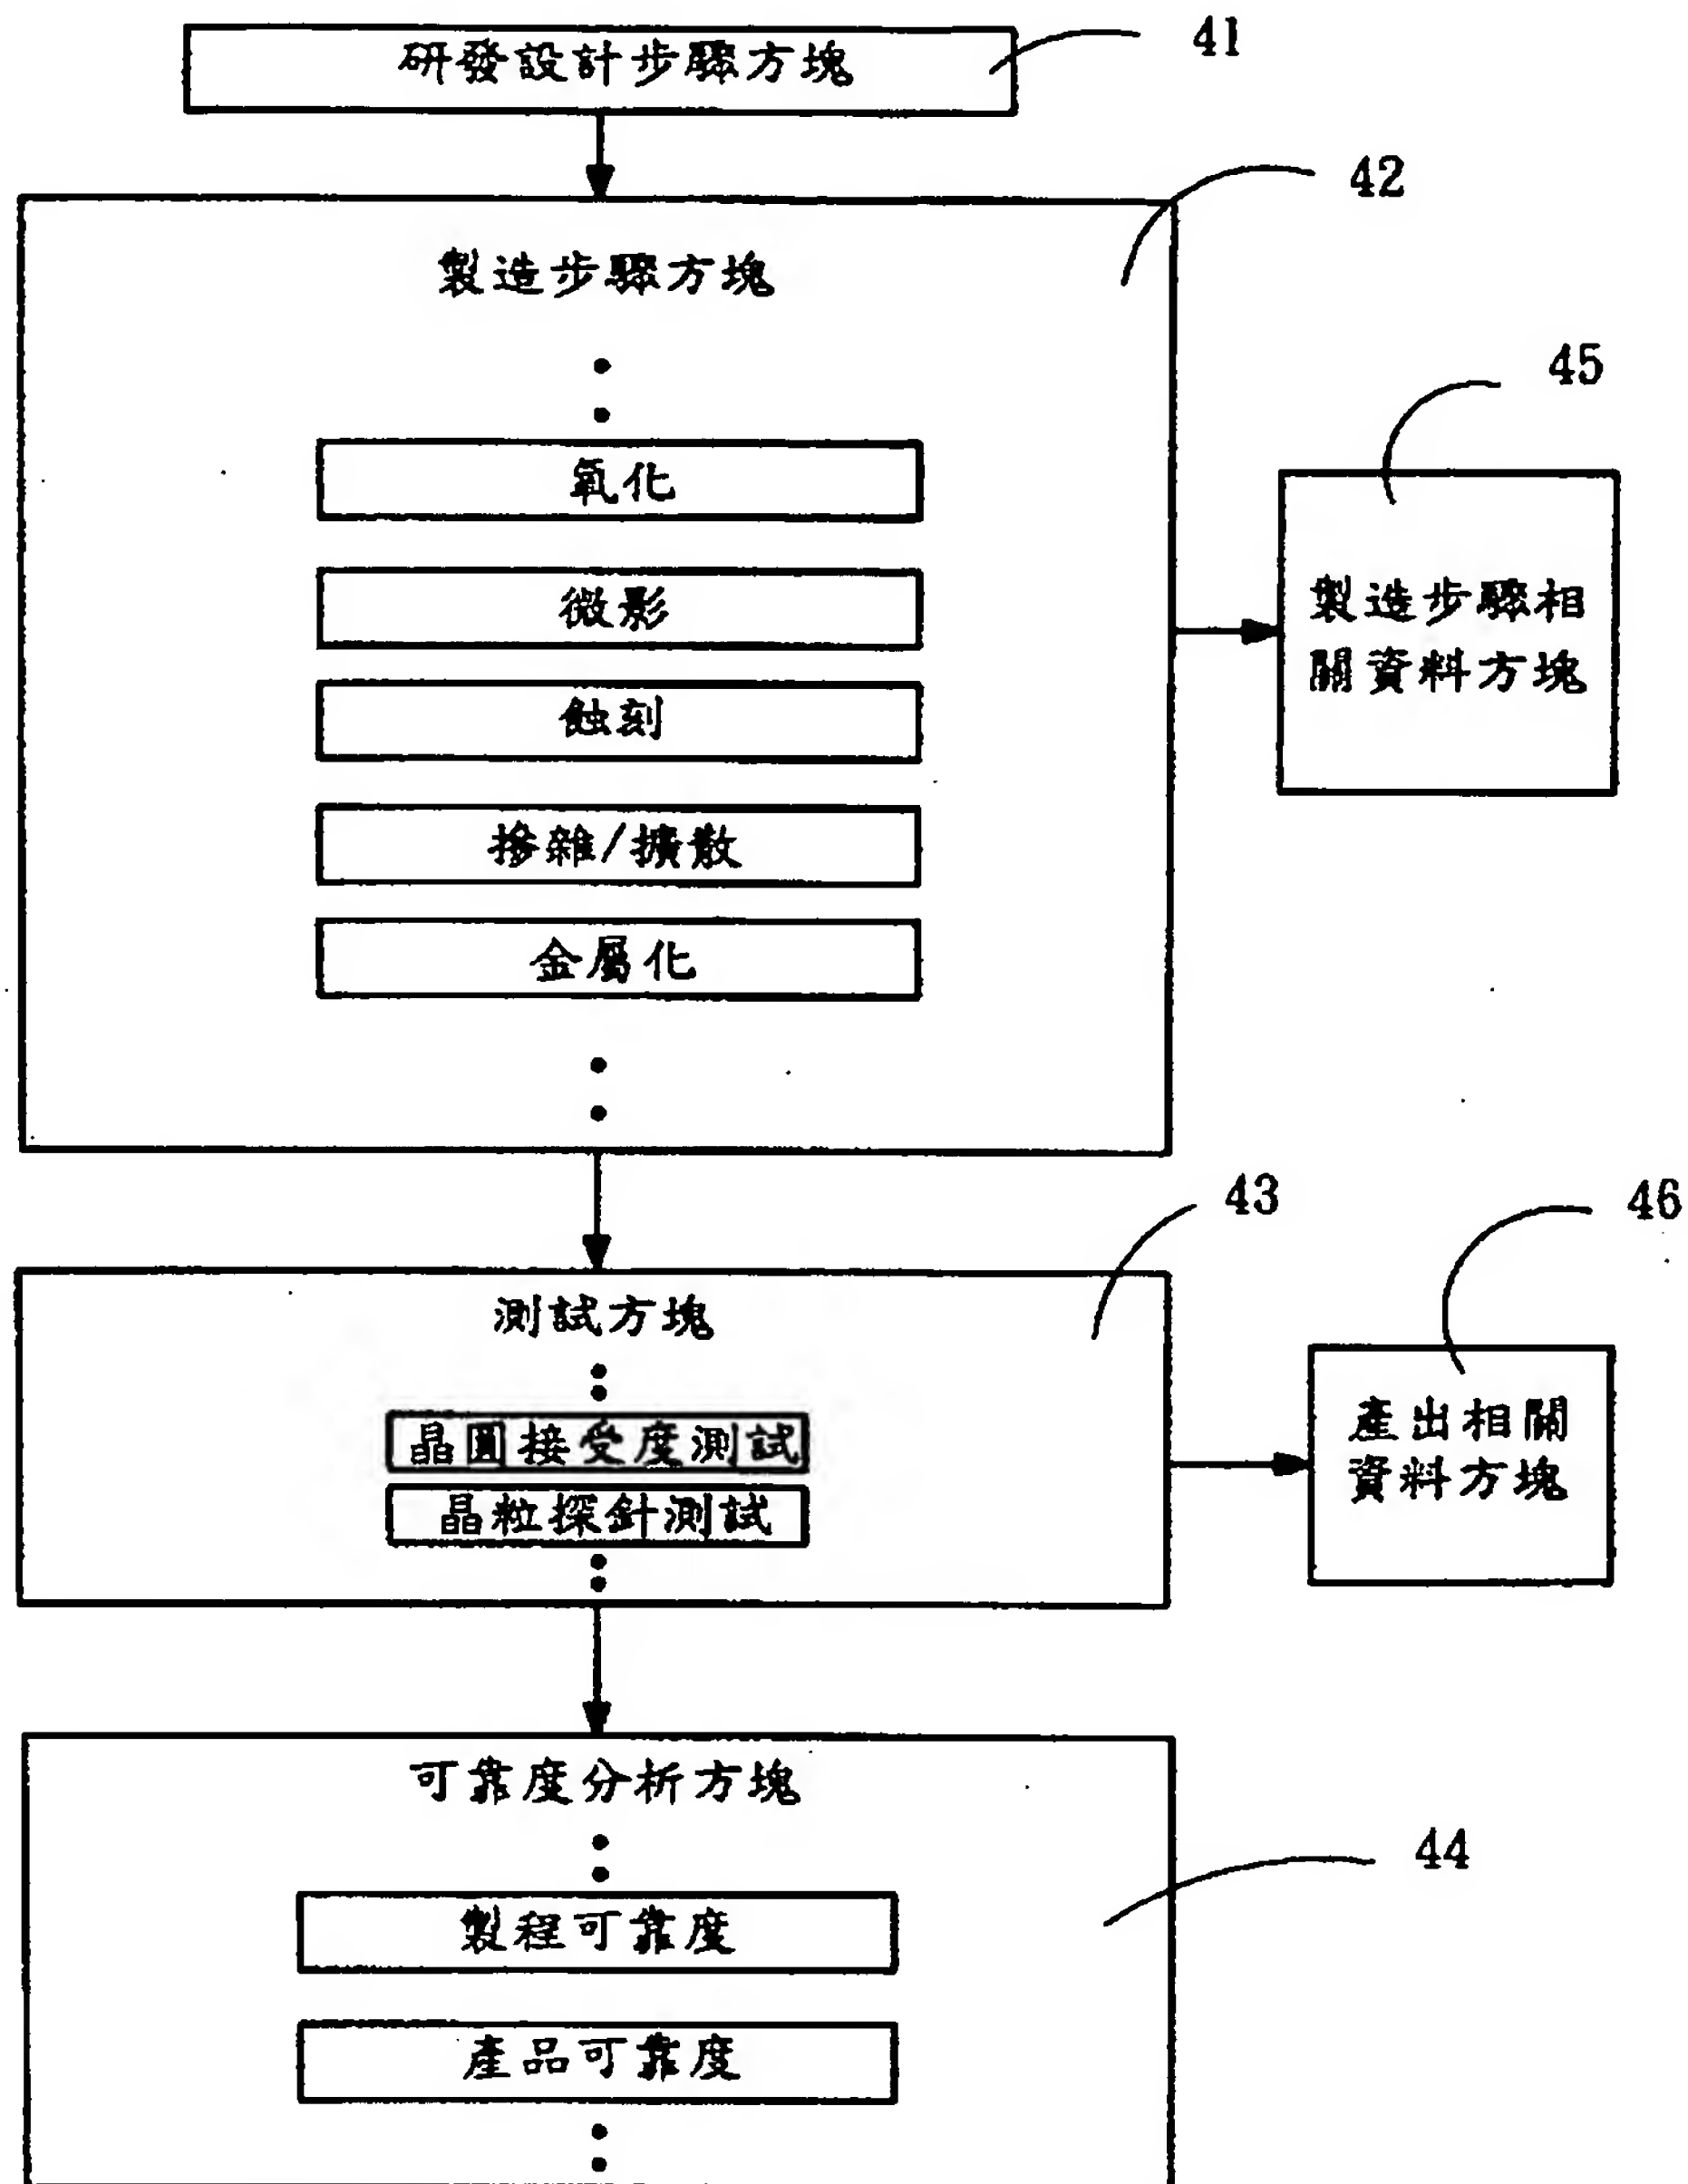 研發設計步驟方塊
41
42
製造步驟方塊
45
氧化
微影
製造步驟相
關資料方塊
蝕刻
摻雜/擴散
金屬化
43
46
測試方塊
產出相關
資料方塊
晶圓接受度測試
晶粒探針測試
可靠度分析方塊
44
製程可靠度
產品可靠度